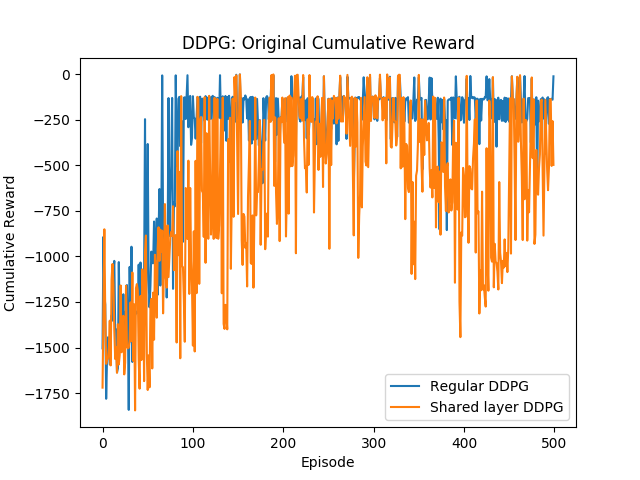 DDPG: Original Cumulative Reward
Cumulative Reward
0
−250
−500
−750
−1000
−1250
−1500
−1750
0
100
200
300
400
500
Episode
Regular DDPG
Shared layer DDPG